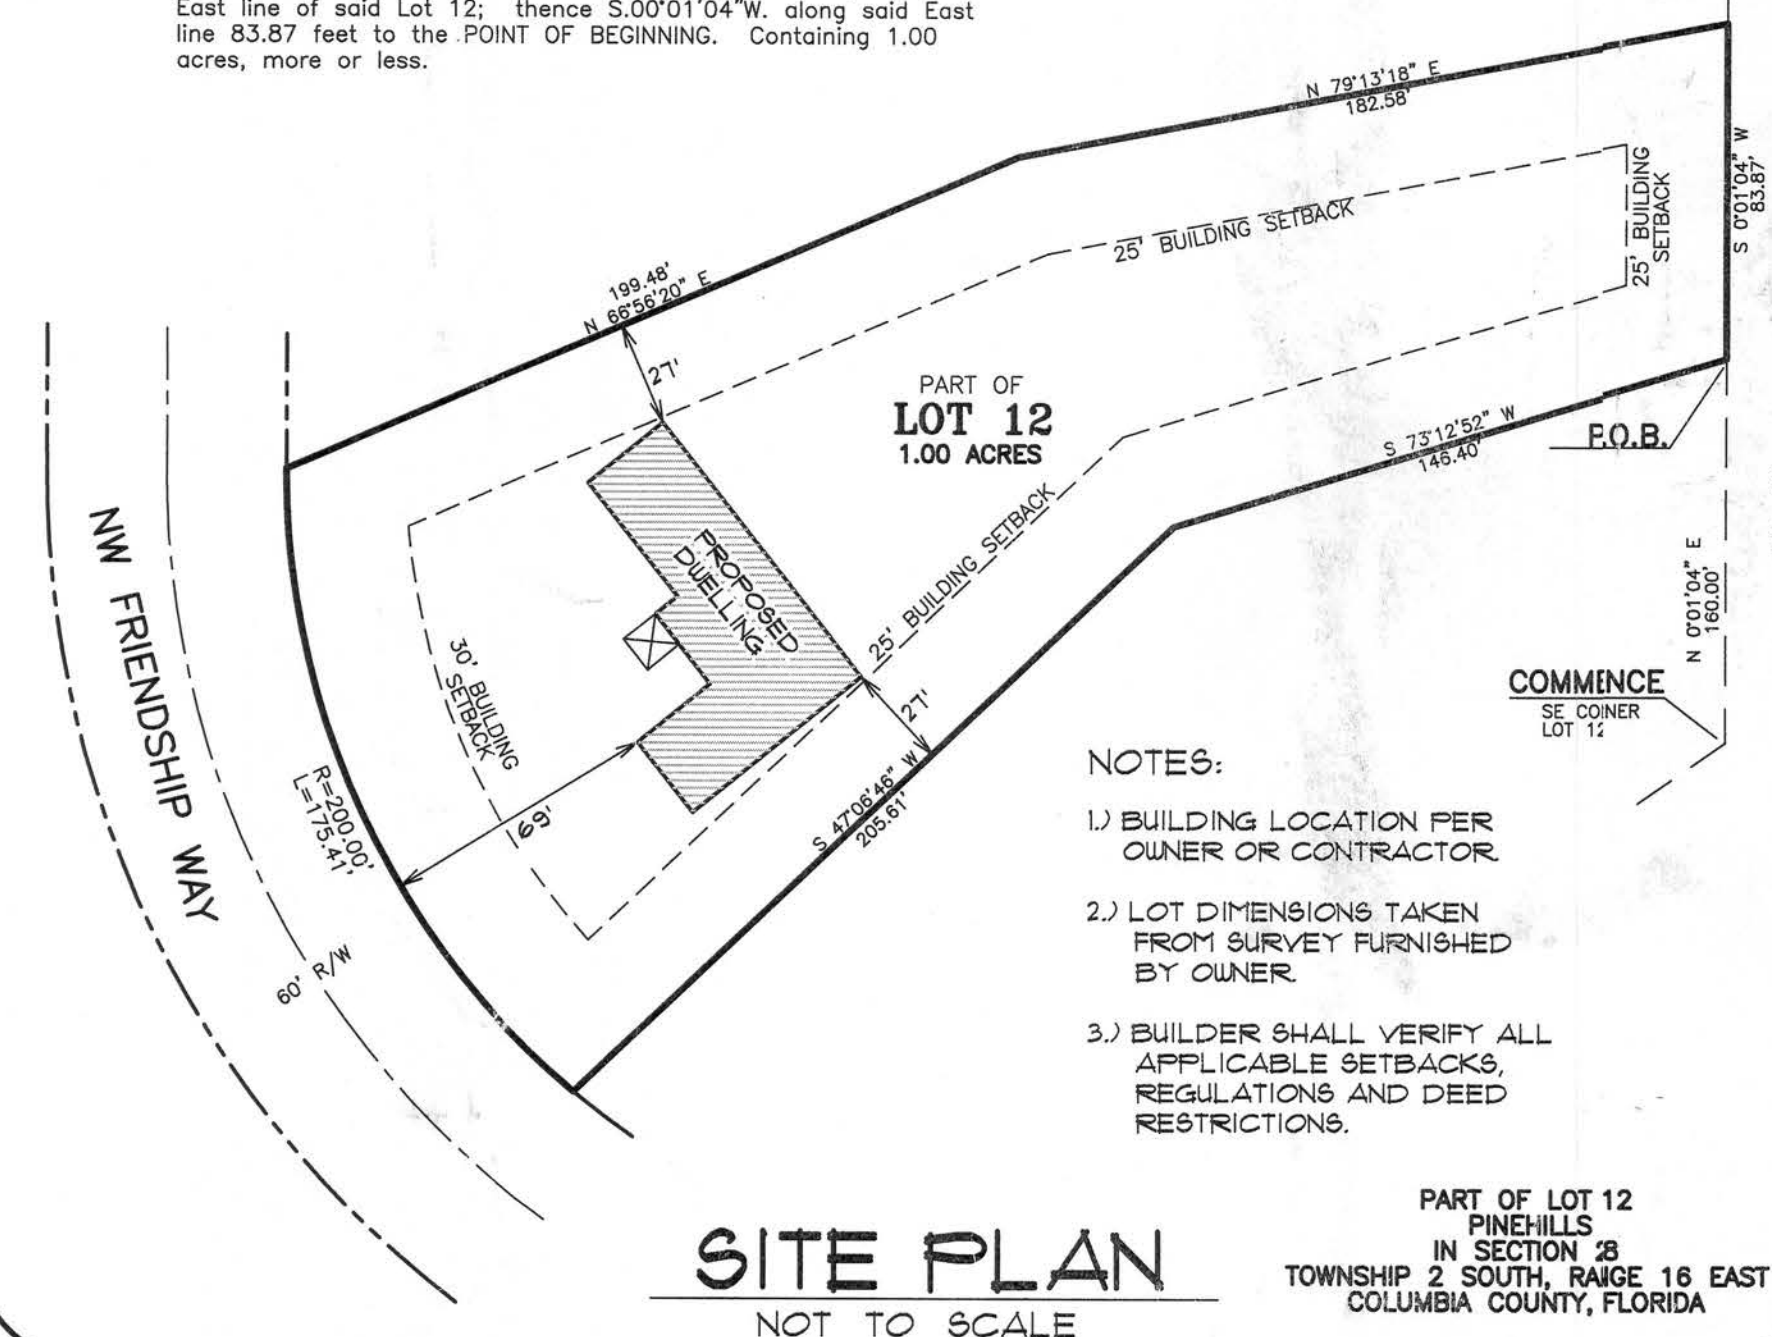 East line of said Lot 12; thence S.00°01'04"W. along said East
line 83.87 feet to the POINT OF BEGINNING. Containing 1.00
acres, more or less.
N 79°13'18" E
182.58'
S 0°01'04" W
83.87'
25' BUILDING
SETBACK
25' BUILDING SETBACK
199.48'
N 66°56'20" E
27'
PART OF
LOT 12
1.00 ACRES
S 73°12'52" W
146.40'
P.O.B.
N 0°01'04" E
160.00'
COMMENCE
SE CORNER
LOT 12
25' BUILDING SETBACK
PROPOSED
DWELLING
27'
S 47°06'46" W
205.61'
30' BUILDING
SETBACK
69'
R=200.00'
L=175.41'
NW FRIENDSHIP WAY
60' R/W
NOTES:
1.) BUILDING LOCATION PER
OWNER OR CONTRACTOR.
2.) LOT DIMENSIONS TAKEN
FROM SURVEY FURNISHED
BY OWNER.
3.) BUILDER SHALL VERIFY ALL
APPLICABLE SETBACKS,
REGULATIONS AND DEED
RESTRICTIONS.
SITE PLAN
NOT TO SCALE
PART OF LOT 12
PINEHILLS
IN SECTION 28
TOWNSHIP 2 SOUTH, RANGE 16 EAST
COLUMBIA COUNTY, FLORIDA